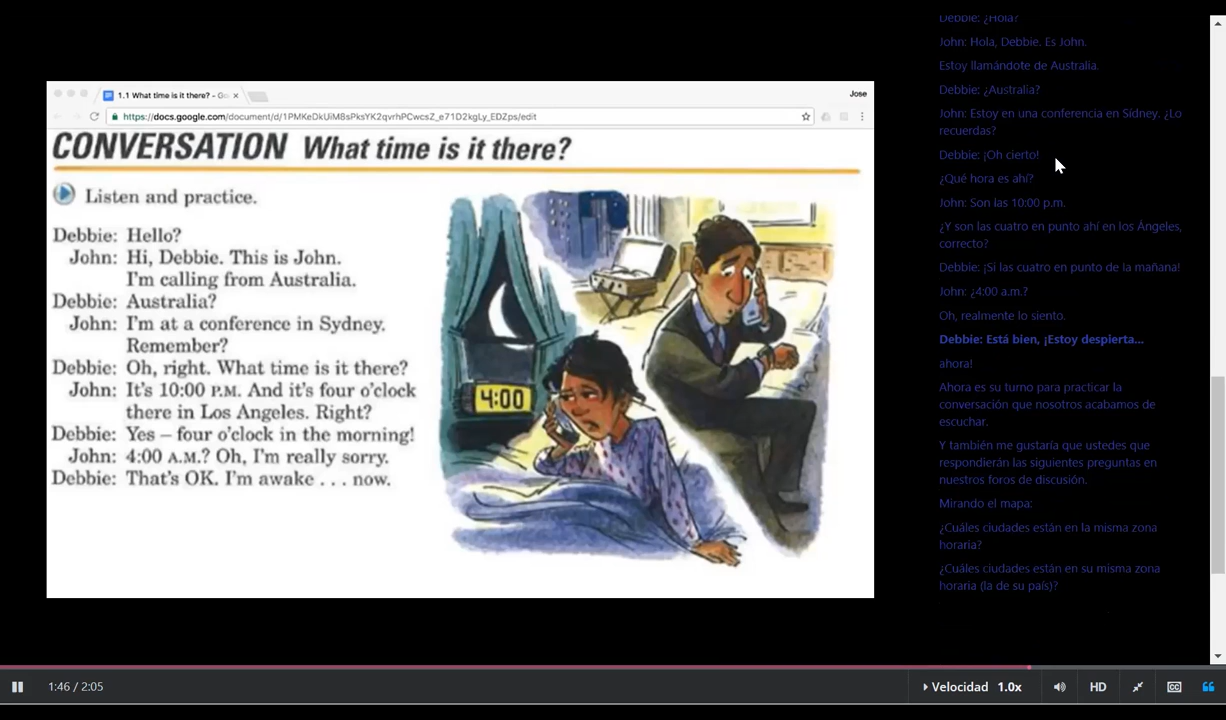 1.1 What time is it there? - Go
Jose
https://docs.google.com/document/d/1PMKeDkUiM8sPksYK2qvrhPCwcsZ_e71D2kgLy_EDZps/edit
CONVERSATION What time is it there?
Listen and practice.
Debbie: Hello?
John: Hi, Debbie. This is John.
I'm calling from Australia.
Debbie: Australia?
John: I'm at a conference in Sydney.
Remember?
Debbie: Oh, right. What time is it there?
John: It's 10:00 P.M. And it's four o'clock
there in Los Angeles. Right?
Debbie: Yes – four o'clock in the morning!
John: 4:00 A.M.? Oh, I'm really sorry.
Debbie: That's OK. I'm awake . . . now.
4:00
Debbie: ¿Hola?
John: Hola, Debbie. Es John.
Estoy llamándote de Australia.
Debbie: ¿Australia?
John: Estoy en una conferencia en Sídney. ¿Lo
recuerdas?
Debbie: ¡Oh cierto!
¿Qué hora es ahí?
John: Son las 10:00 p.m.
¿Y son las cuatro en punto ahí en los Ángeles,
correcto?
Debbie: ¡Si las cuatro en punto de la mañana!
John: ¿4:00 a.m.?
Oh, realmente lo siento.
Debbie: Está bien, ¡Estoy despierta...
ahora!
Ahora es su turno para practicar la
conversación que nosotros acabamos de
escuchar.
Y también me gustaría que ustedes que
respondierán las siguientes preguntas en
nuestros foros de discusión.
Mirando el mapa:
¿Cuáles ciudades están en la misma zona
horaria?
¿Cuáles ciudades están en su misma zona
horaria (la de su país)?
1:46 / 2:05
Velocidad 1.0x
HD
CC